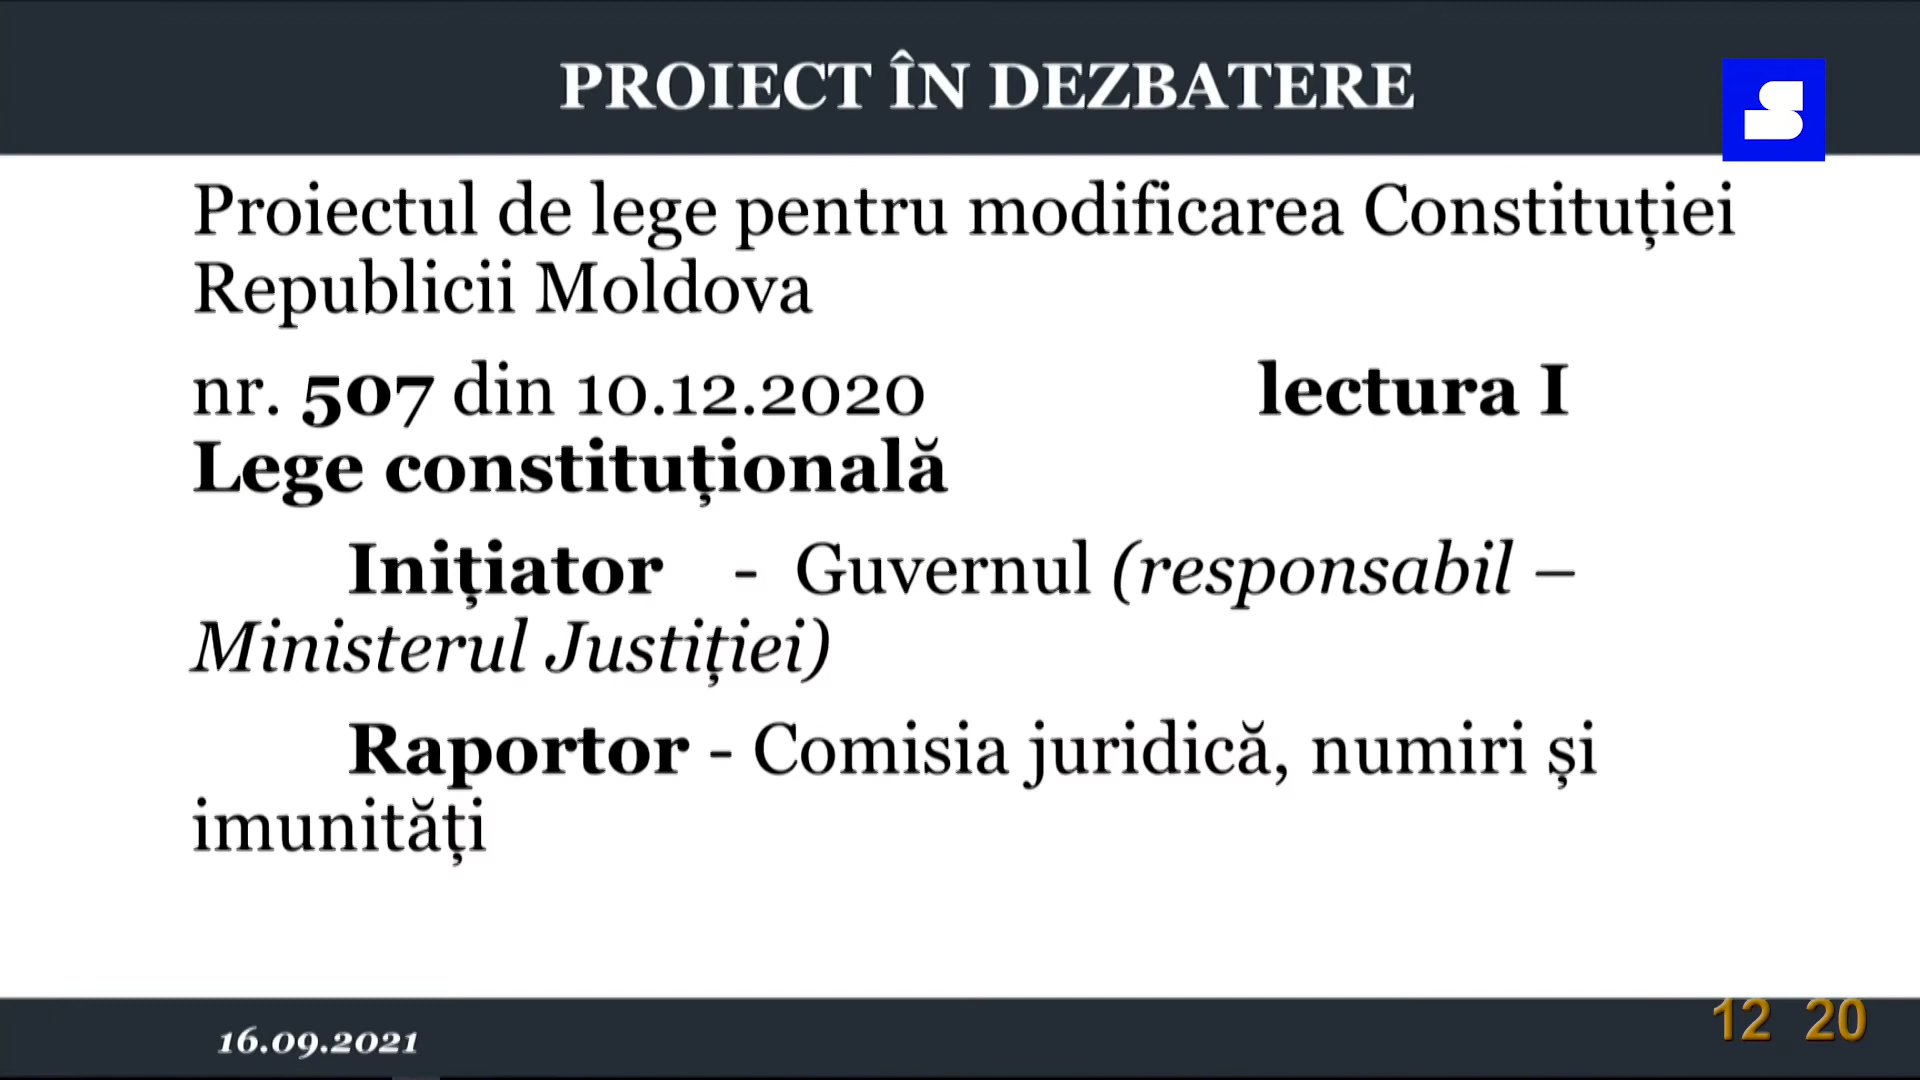 PROIECT ÎN DEZBATERE
Proiectul de lege pentru modificarea Constituției
Republicii Moldova
nr. 507 din 10.12.2020 lectura I
Lege constituțională
Inițiator - Guvernul (responsabil –
Ministerul Justiției)
Raportor - Comisia juridică, numiri și
imunități
16.09.2021
12 20